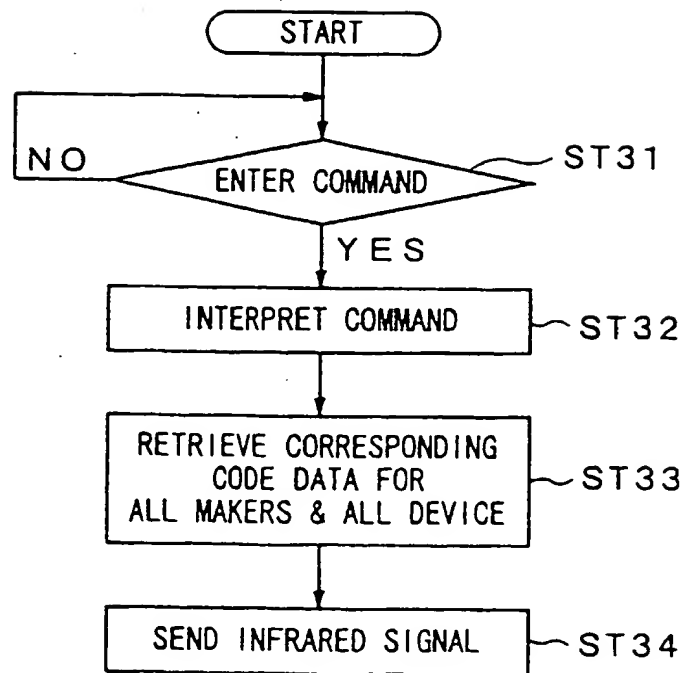 START
NO
ENTER COMMAND
ST31
YES
INTERPRET COMMAND
ST32
RETRIEVE CORRESPONDING
CODE DATA FOR
ALL MAKERS & ALL DEVICE
ST33
SEND INFRARED SIGNAL
ST34